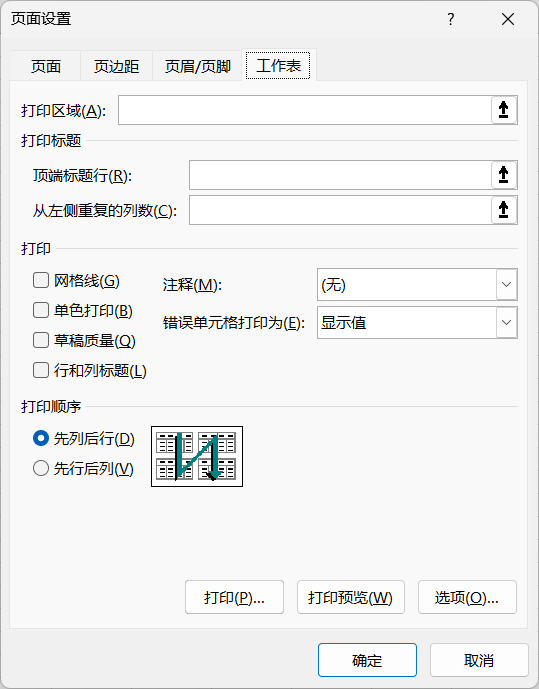 页面设置
?
页面 页边距 页眉/页脚 工作表
打印区域(A):
打印标题
顶端标题行(R):
从左侧重复的列数(C):
打印
网格线(G) 注释(M): (无)
单色打印(B) 错误单元格打印为(E): 显示值
草稿质量(Q)
行和列标题(L)
打印顺序
先列后行(D)
先行后列(V)
打印(P)... 打印预览(W) 选项(O)...
确定 取消